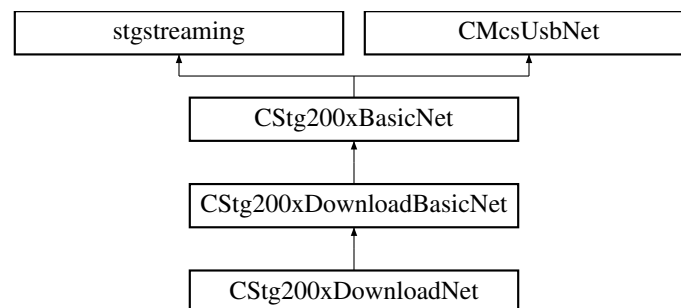 stgstreaming
CMcsUsbNet
CStg200xBasicNet
CStg200xDownloadBasicNet
CStg200xDownloadNet